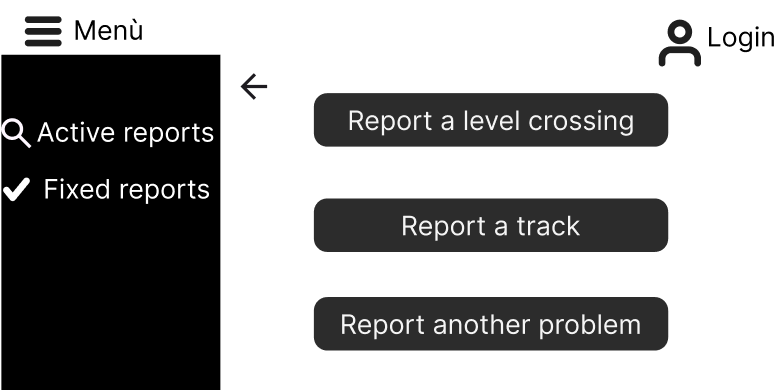 Menù
Login
Active reports
Fixed reports
Report a level crossing
Report a track
Report another problem